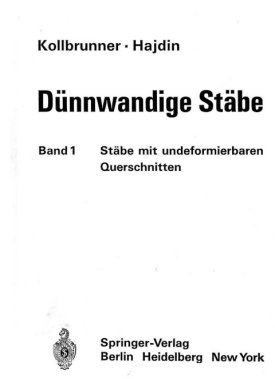 Kollbrunner · Hajdin
Dünnwandige Stäbe
Band 1 Stäbe mit undeformierbaren
Querschnitten
Springer-Verlag
Berlin Heidelberg New York